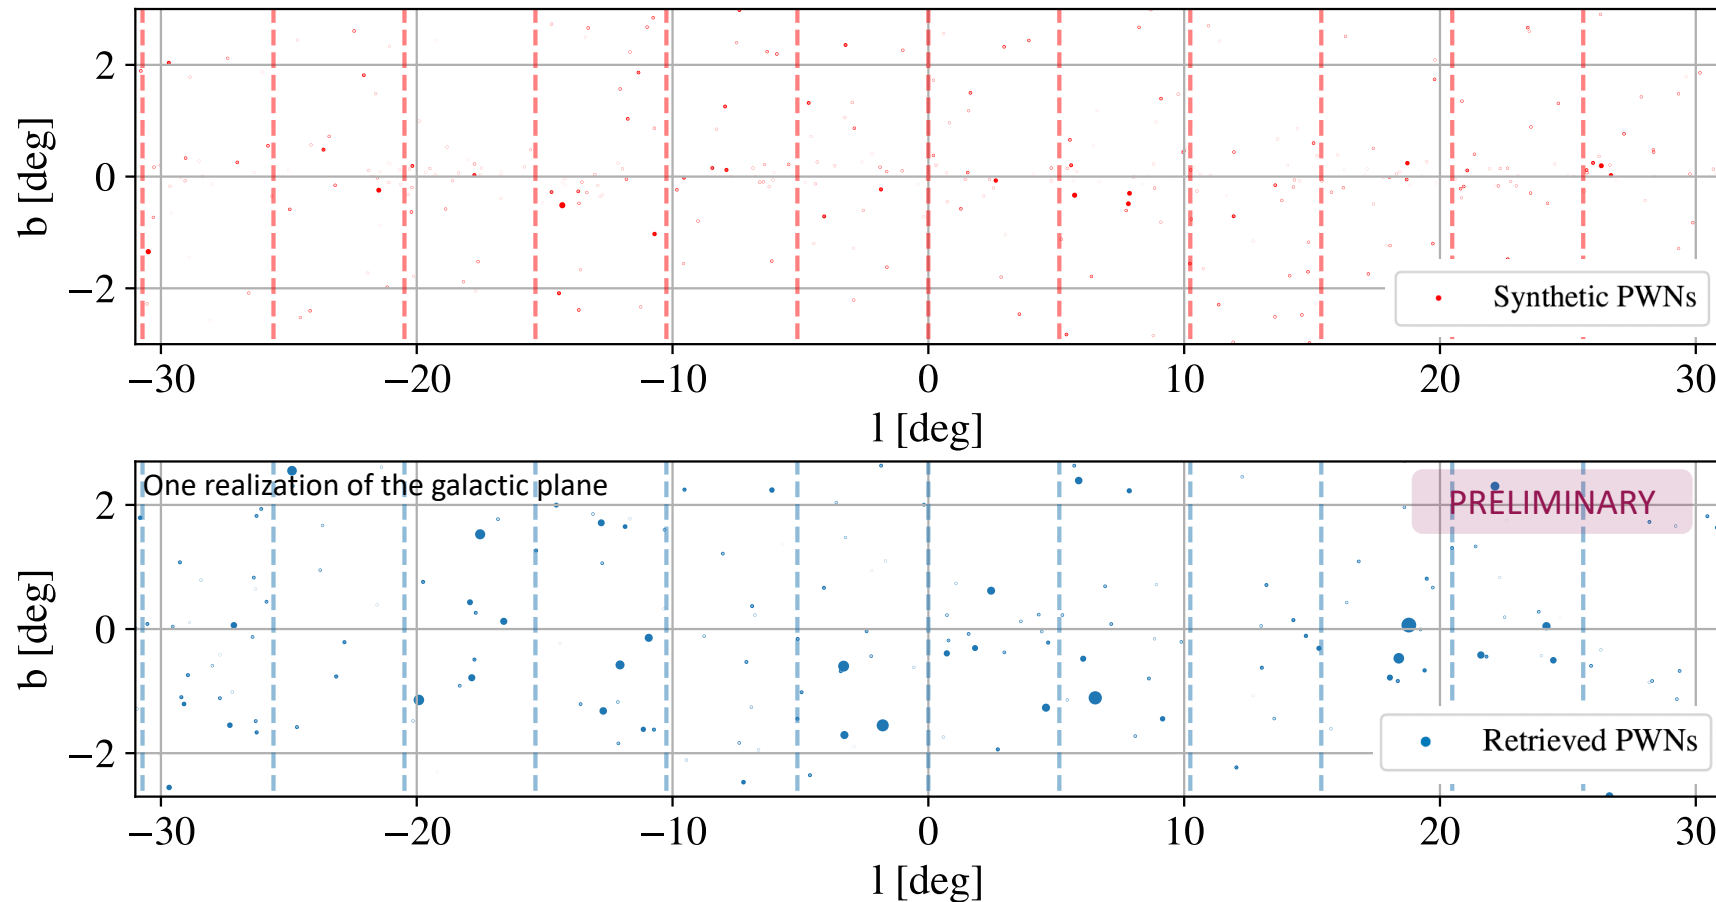 2
0
−2
b [deg]
Synthetic PWNs
−30 −20 −10 0 10 20 30
l [deg]
One realization of the galactic plane
PRELIMINARY
2
0
−2
b [deg]
Retrieved PWNs
−30 −20 −10 0 10 20 30
l [deg]